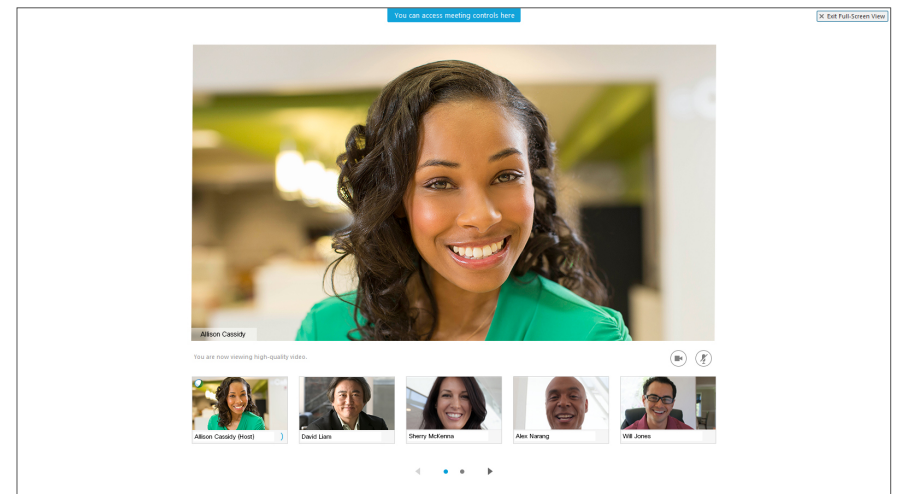 You can access meeting controls here
× Exit Full-Screen View
Allison Cassidy
You are now viewing high-quality video.
Allison Cassidy (Host)
David Liam
Sherry McKenna
Alex Narang
Will Jones